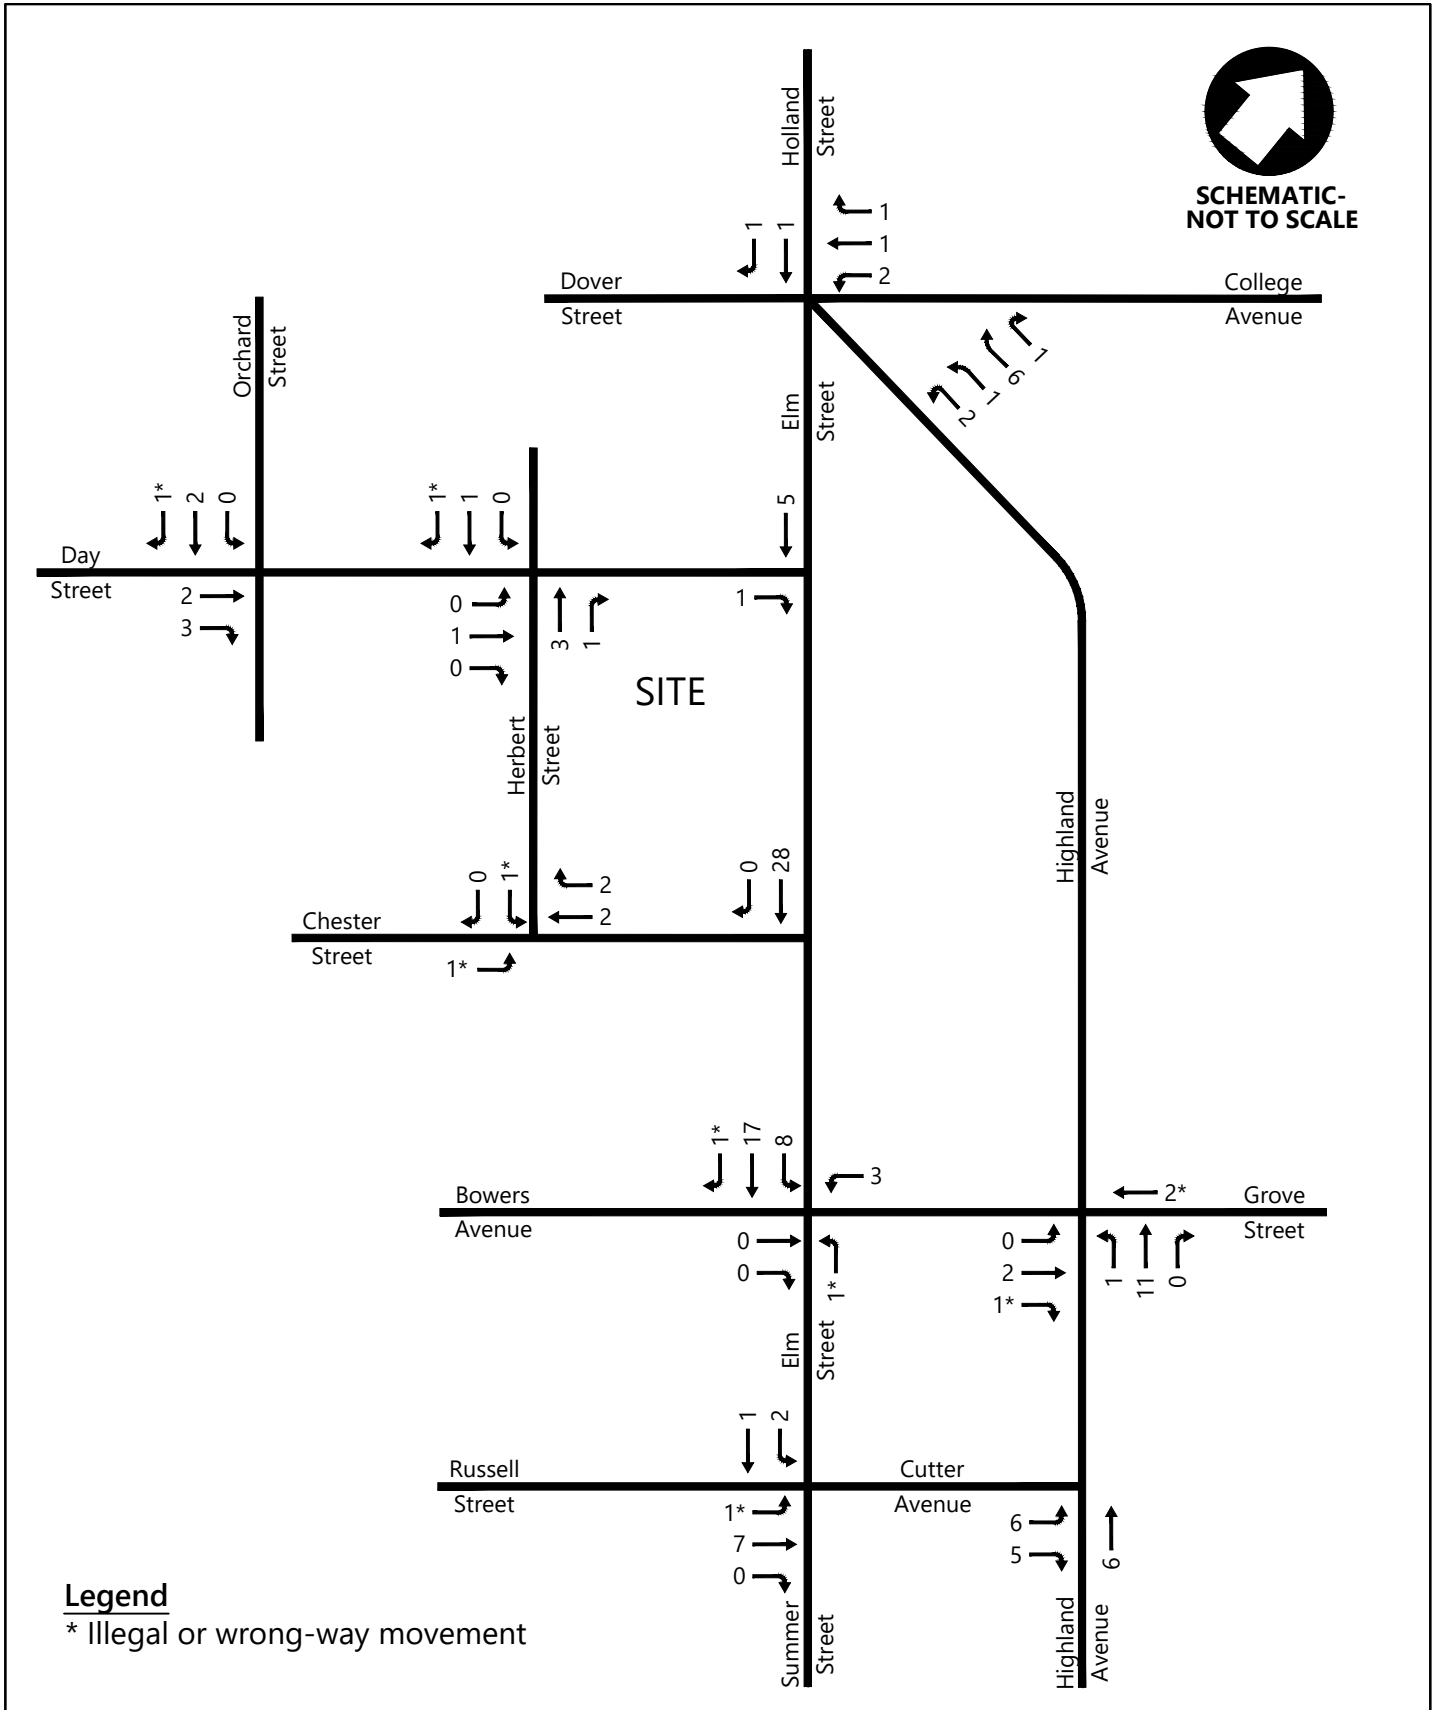 Holland
Street
SCHEMATIC-
NOT TO SCALE
1
1
1
1
2
Dover
Street
College
Avenue
1
6
1
2
Orchard
Street
Elm
Street
1*
2
0
1*
1
0
5
Day
Street
2
3
0
1
0
3
1
1
SITE
Herbert
Street
Highland
Avenue
0
1*
2
2
0
28
Chester
Street
1*
1*
17
8
3
Bowers
Avenue
2*
Grove
Street
0
0
1*
0
2
1*
1
11
0
Elm
Street
1
2
Russell
Street
Cutter
Avenue
1*
7
0
6
5
6
Legend
* Illegal or wrong-way movement
Summer
Street
Highland
Avenue